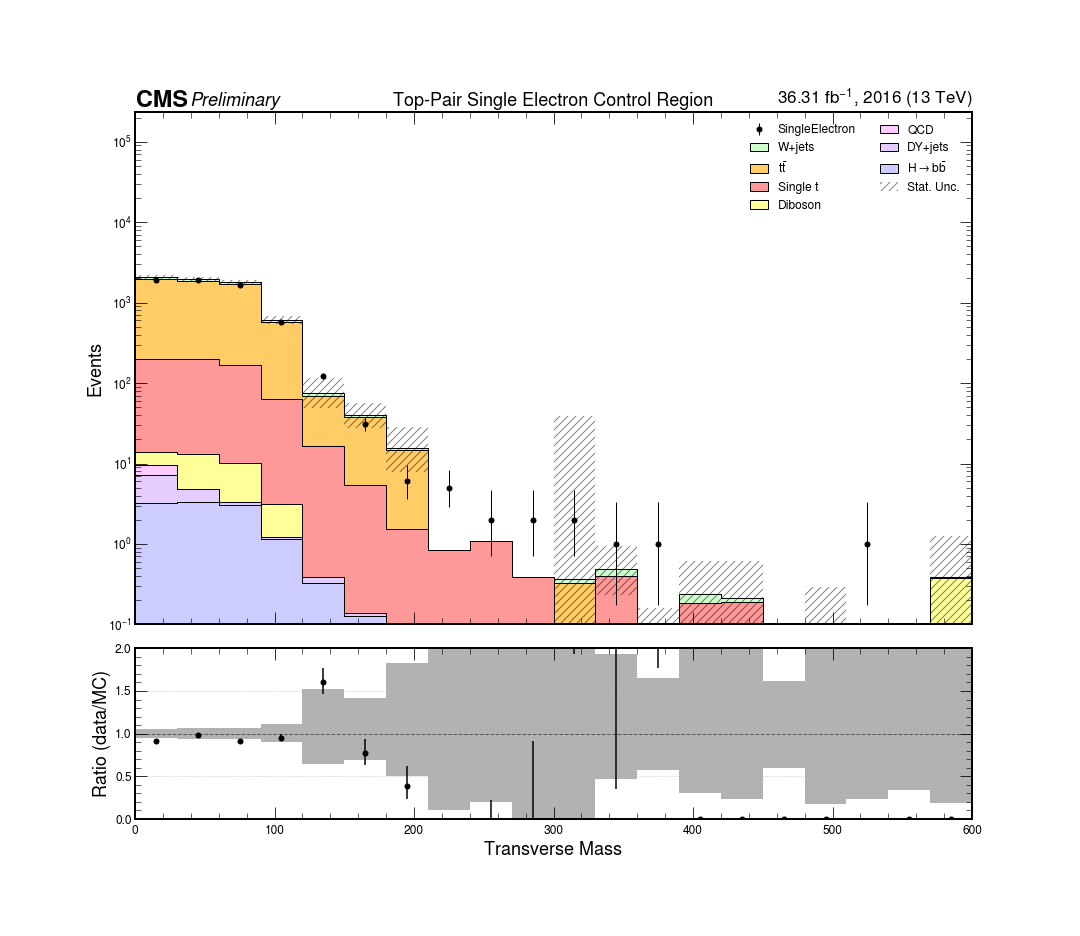 CMS Preliminary Top-Pair Single Electron Control Region 36.31 fb⁻¹, 2016 (13 TeV)
SingleElectron
W+jets
tt̄
Single t
Diboson
QCD
DY+jets
H→bb̄
Stat. Unc.
Events
10⁵
10⁴
10³
10²
10¹
10⁰
10⁻¹
Ratio (data/MC)
2.0
1.5
1.0
0.5
0.0
0 100 200 300 400 500 600
Transverse Mass